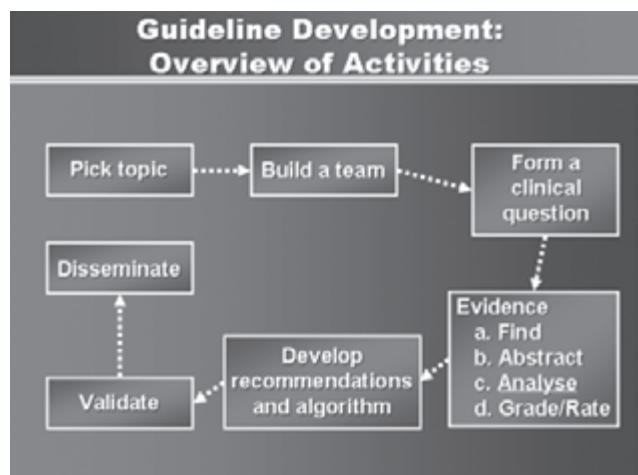 Guideline Development:
Overview of Activities
Pick topic
Build a team
Form a
clinical
question
Evidence
a. Find
b. Abstract
c. Analyse
d. Grade/Rate
Develop
recommendations
and algorithm
Validate
Disseminate